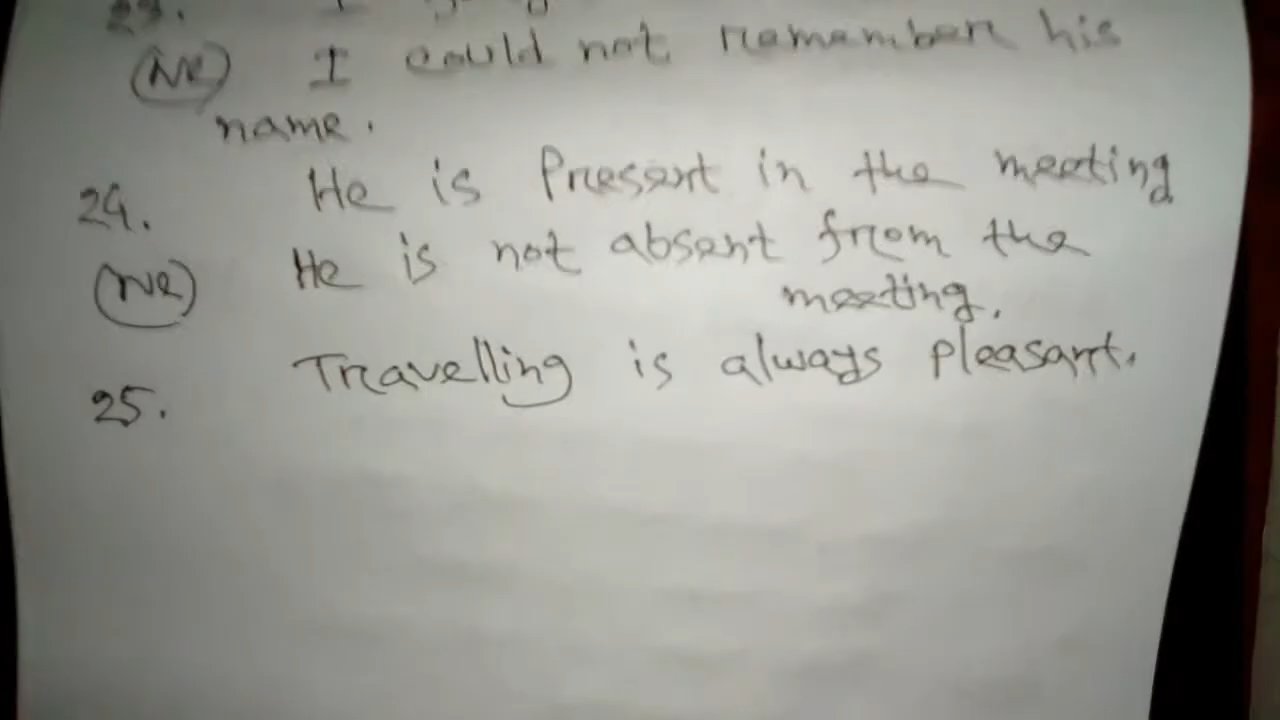 23. I
(Ne) I could not remember his
name.
24. He is Present in the meeting
(Ne) He is not absent from the
meeting.
25. Travelling is always pleasant.